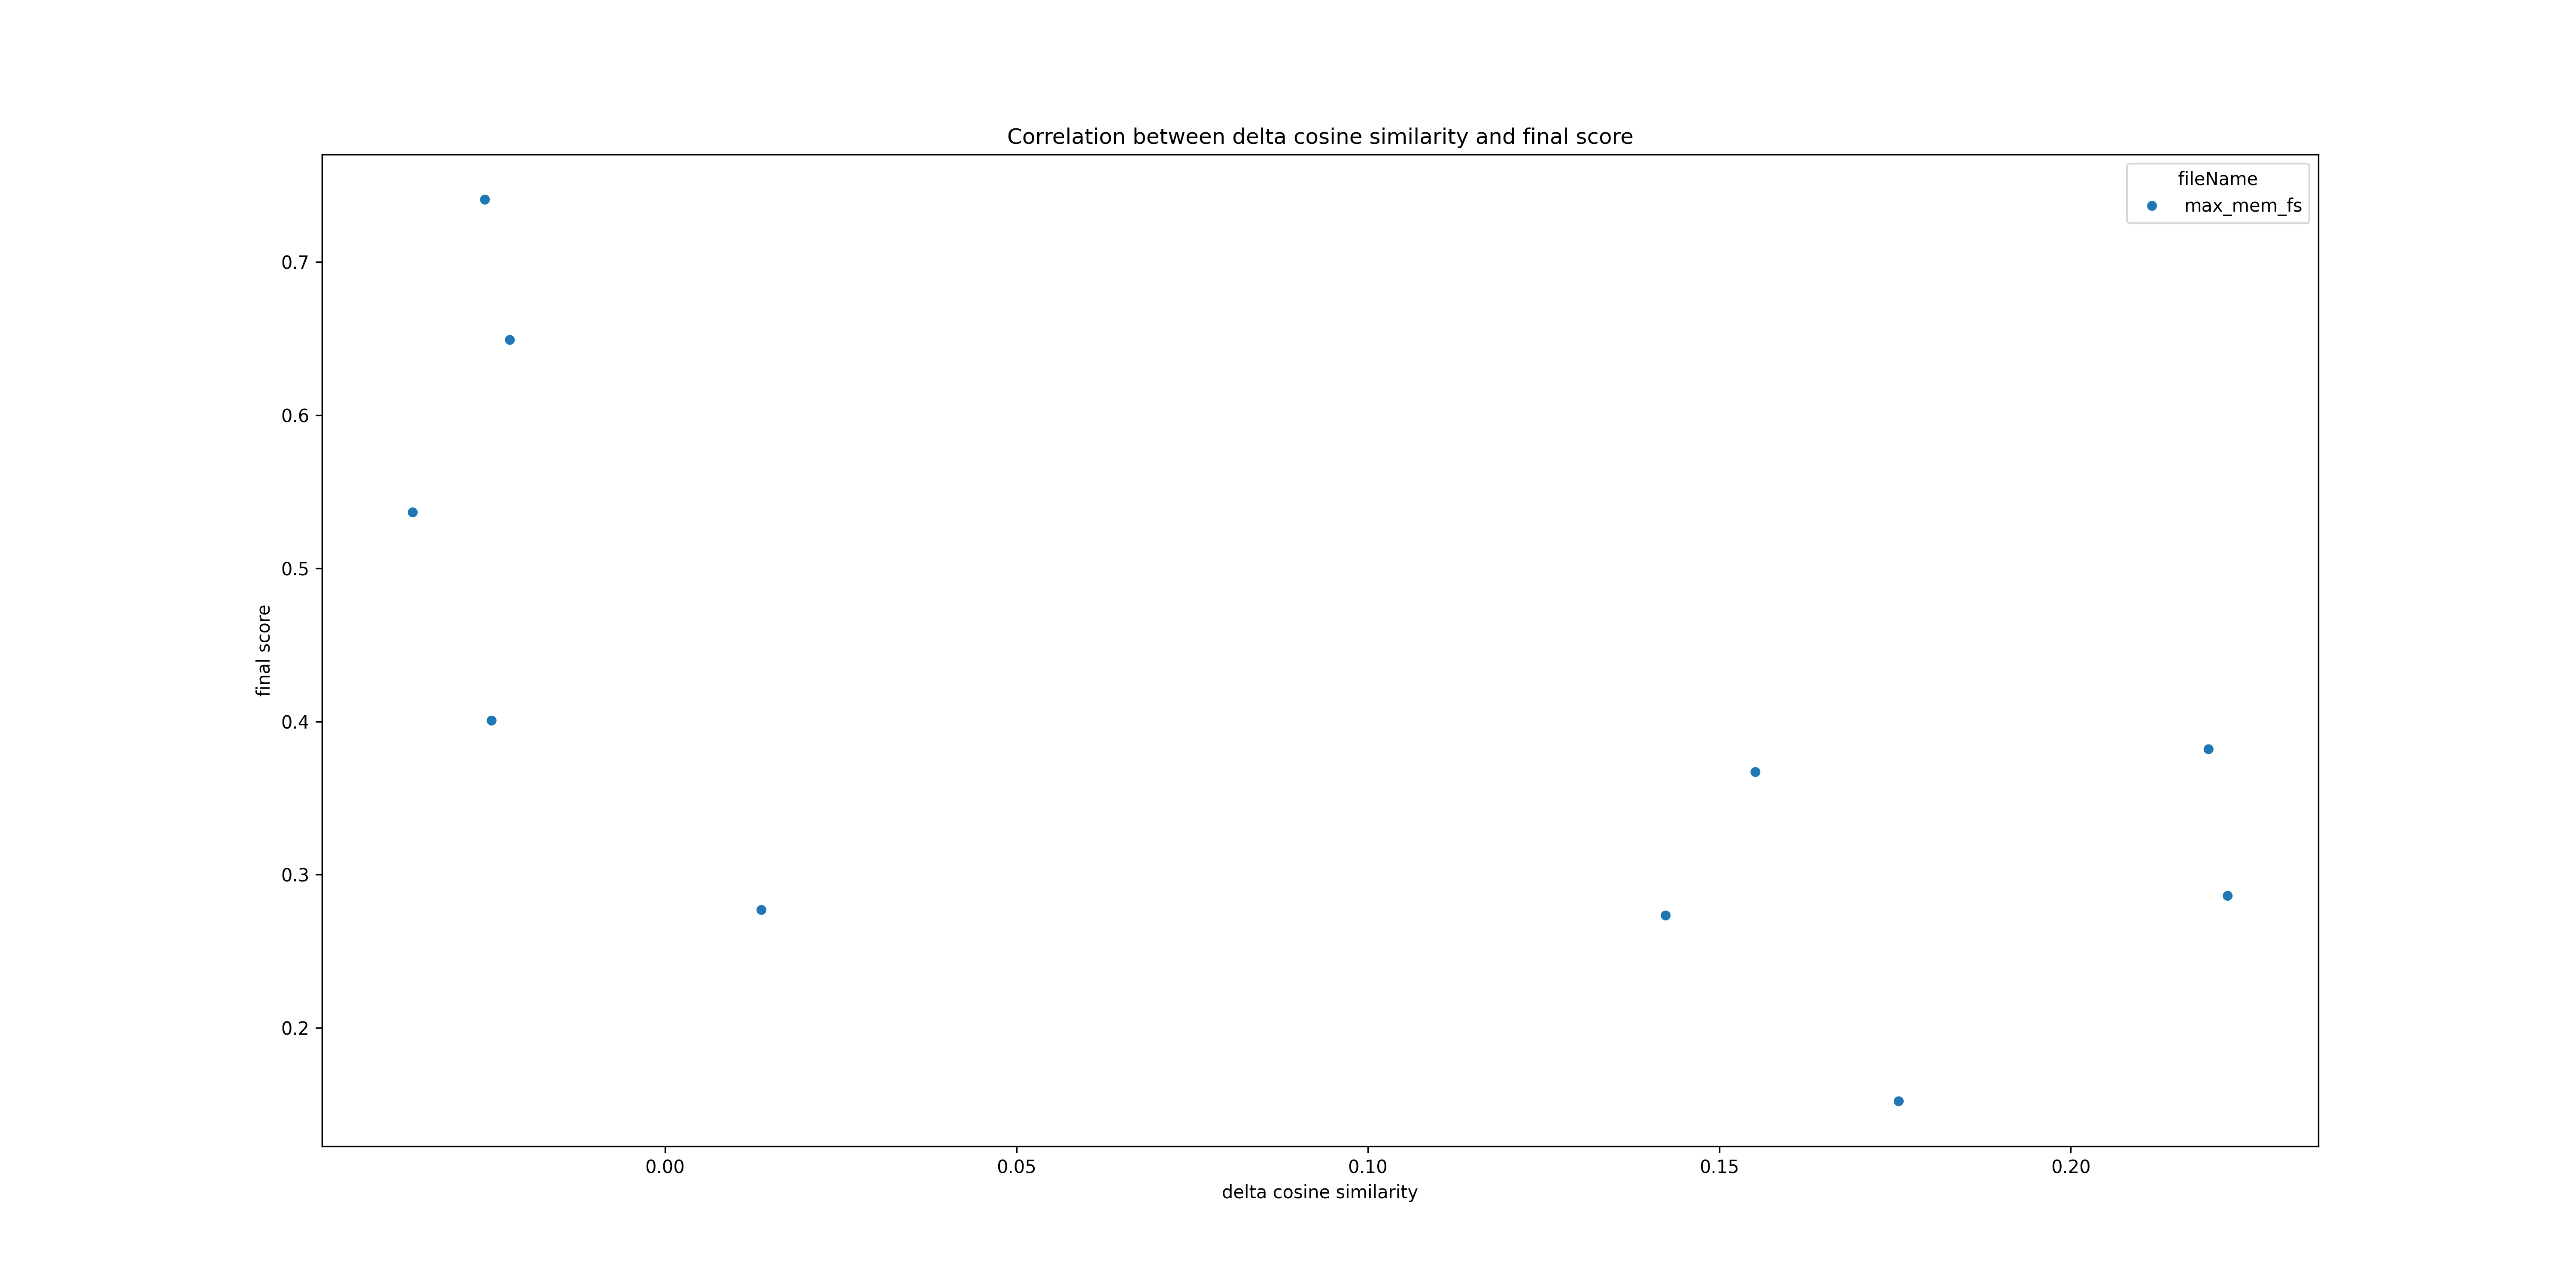 Correlation between delta cosine similarity and final score
fileName
max_mem_fs
0.7
0.6
0.5
0.4
0.3
0.2
final score
0.00 0.05 0.10 0.15 0.20
delta cosine similarity